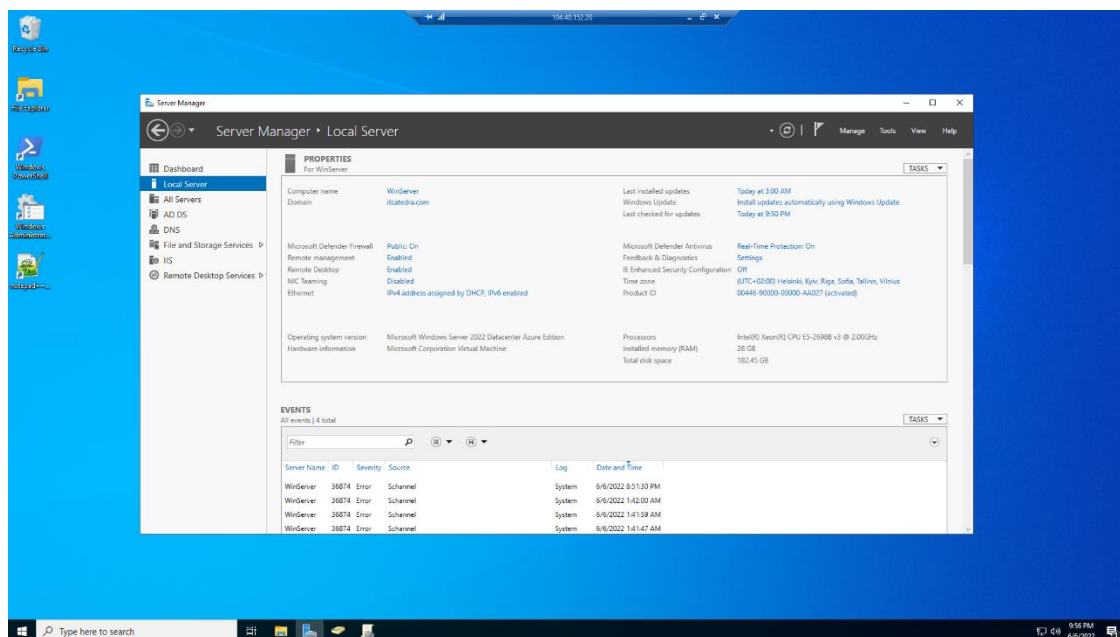 104.40.152.20
Recycle Bin
File Explorer
Windows
PowerShell
Windows
Administrat...
notepad++...
Server Manager
Server Manager • Local Server
Manage Tools View Help
Dashboard
Local Server
All Servers
AD DS
DNS
File and Storage Services
IIS
Remote Desktop Services
PROPERTIES
For WinServer
TASKS
Computer name WinServer
Domain itcatedra.com
Last installed updates Today at 3:00 AM
Windows Update Install updates automatically using Windows Update
Last checked for updates Today at 9:30 PM
Microsoft Defender Firewall Public: On
Remote management Enabled
Remote Desktop Enabled
NIC Teaming Disabled
Ethernet IPv4 address assigned by DHCP, IPv6 enabled
Microsoft Defender Antivirus Real-Time Protection: On
Feedback & Diagnostics Settings
IE Enhanced Security Configuration Off
Time zone (UTC+02:00) Helsinki, Kyiv, Riga, Sofia, Tallinn, Vilnius
Product ID 00446-90000-00000-AA027 (activated)
Operating system version Microsoft Windows Server 2022 Datacenter Azure Edition
Hardware information Microsoft Corporation Virtual Machine
Processors Intel(R) Xeon(R) CPU E5-2698B v3 @ 2.00GHz
Installed memory (RAM) 28 GB
Total disk space 182.45 GB
EVENTS
All events | 4 total
TASKS
Filter
Server Name ID Severity Source Log Date and Time
WinServer 36874 Error Schannel System 6/6/2022 8:51:30 PM
WinServer 36874 Error Schannel System 6/6/2022 1:42:00 AM
WinServer 36874 Error Schannel System 6/6/2022 1:41:59 AM
WinServer 36874 Error Schannel System 6/6/2022 1:41:47 AM
Type here to search
9:56 PM
6/6/2022